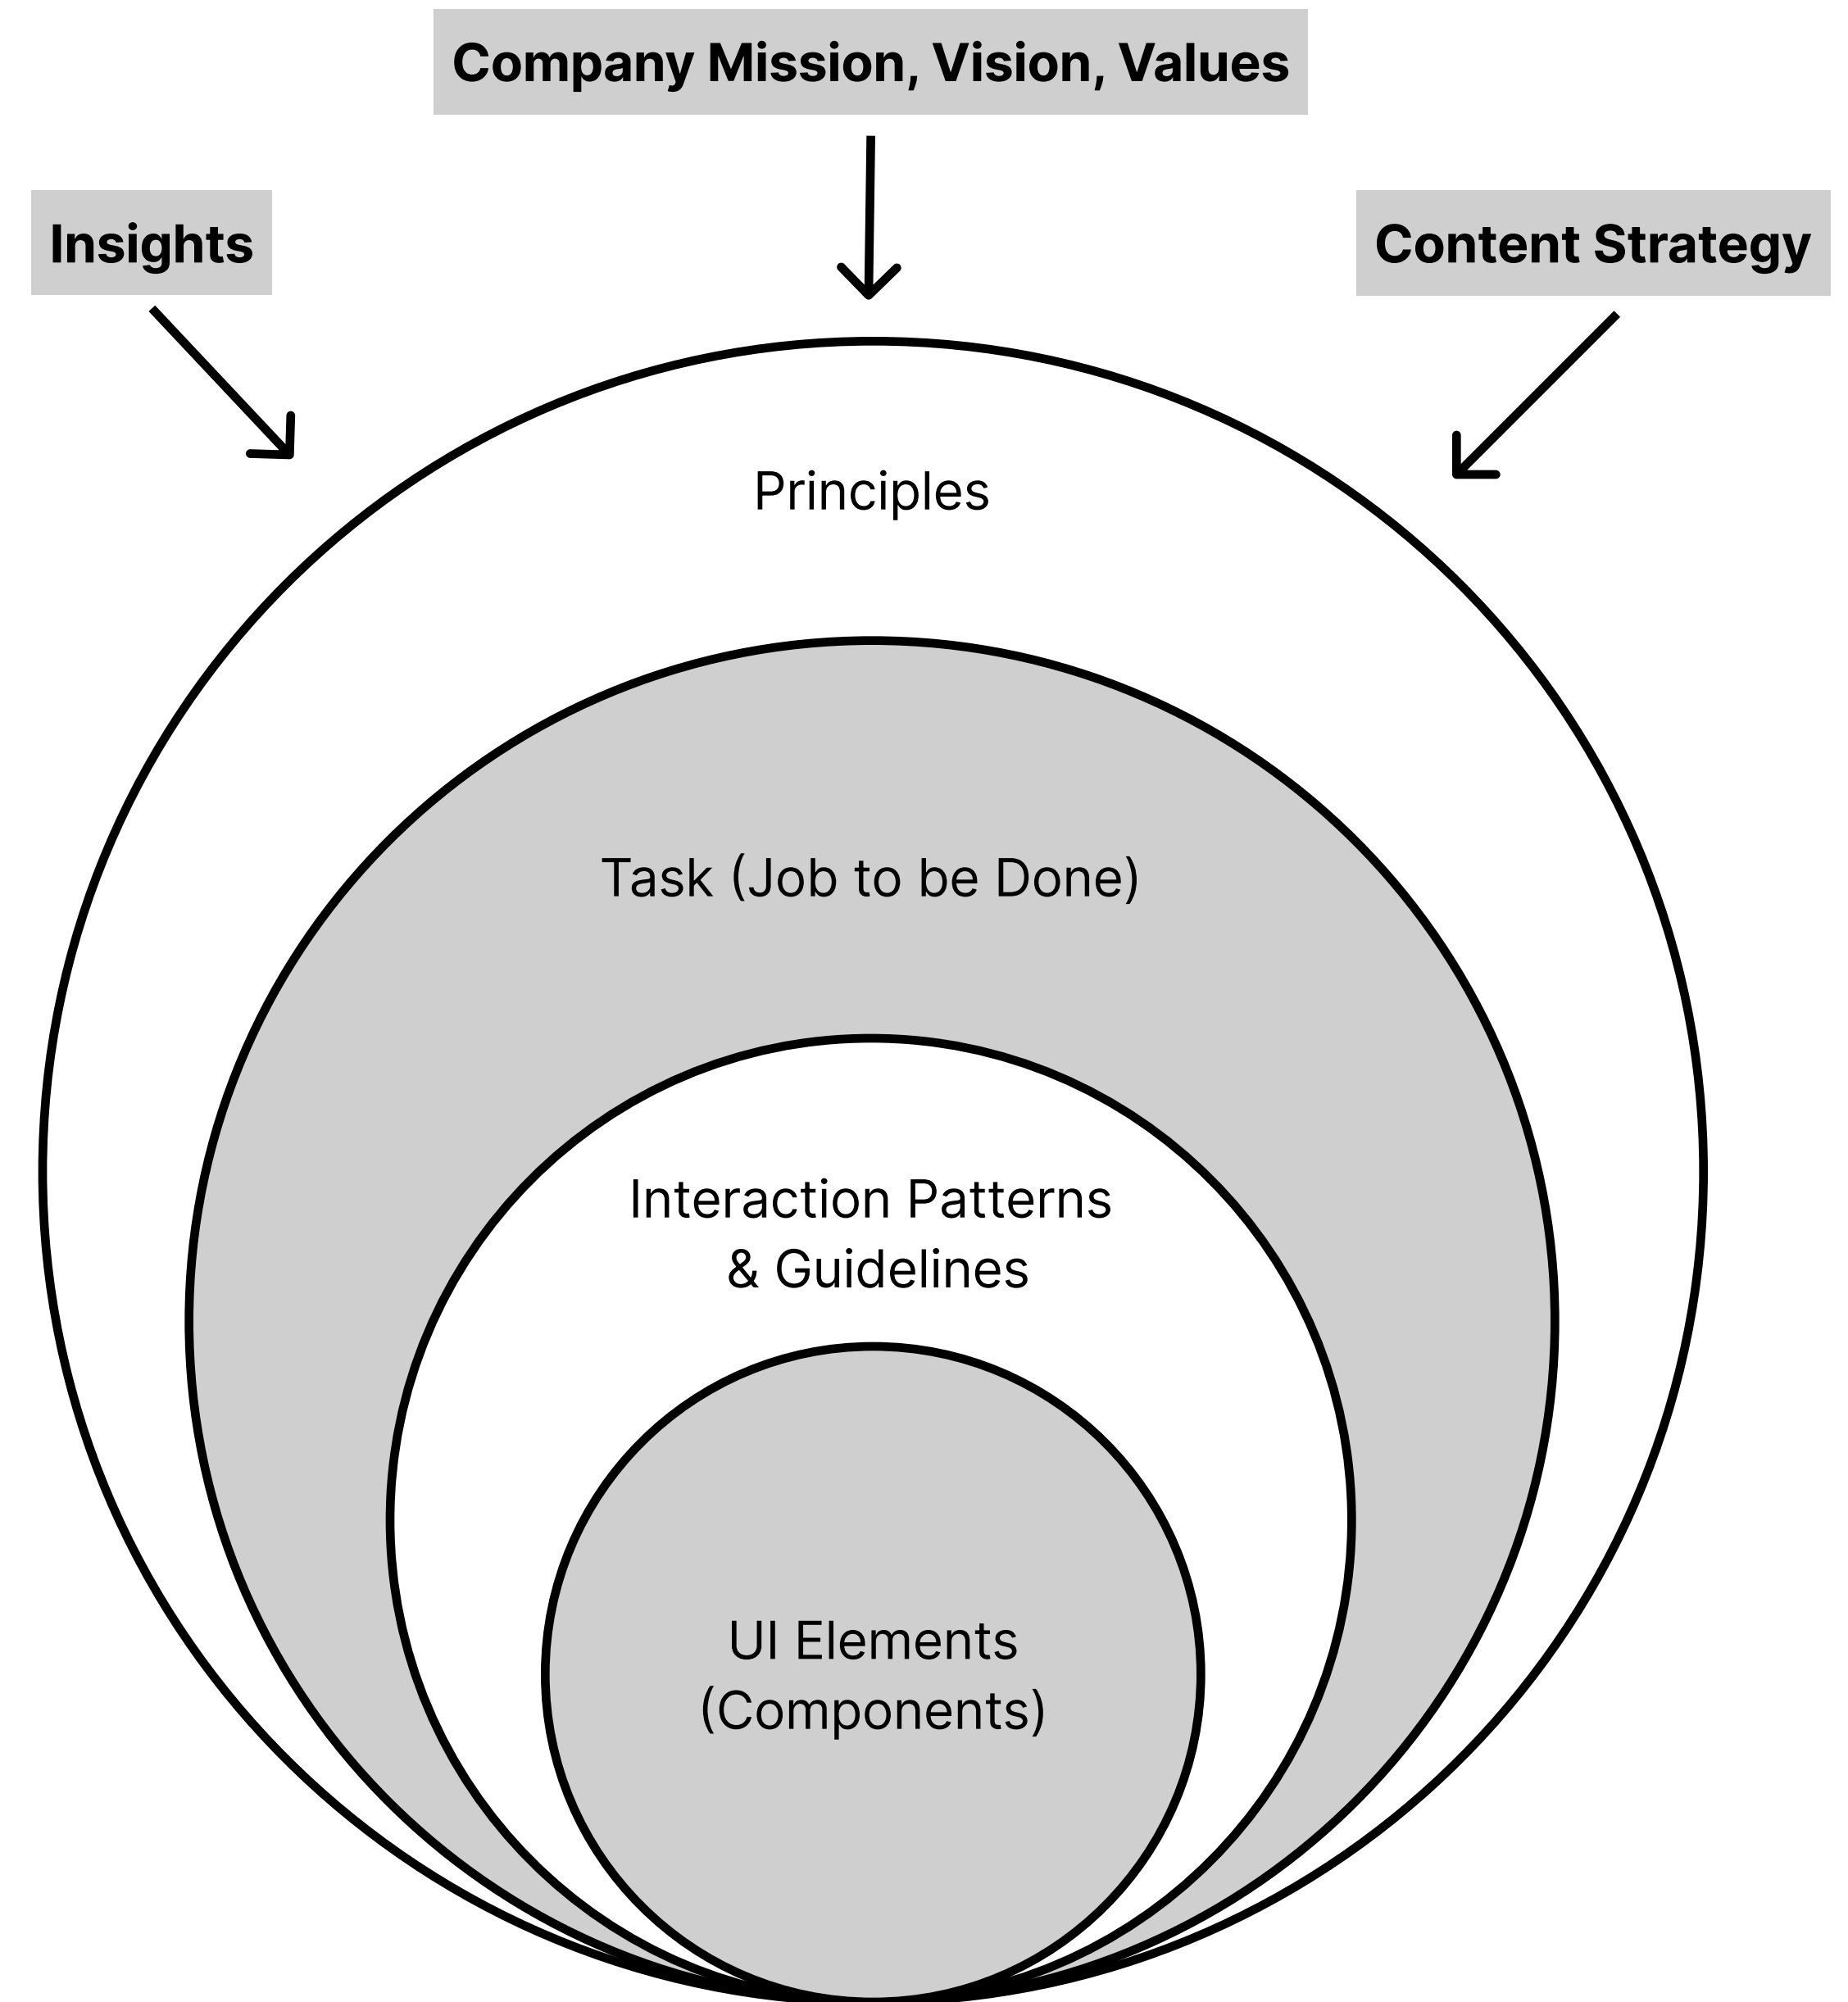 Company Mission, Vision, Values
Insights
Content Strategy
Principles
Task (Job to be Done)
Interaction Patterns
& Guidelines
UI Elements
(Components)